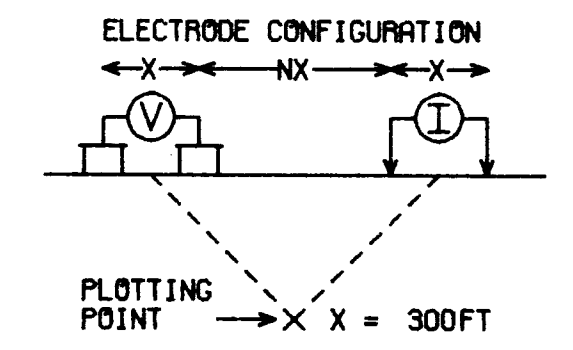 ELECTRODE CONFIGURATION
X NX X
V I
PLOTTING
POINT X = 300FT